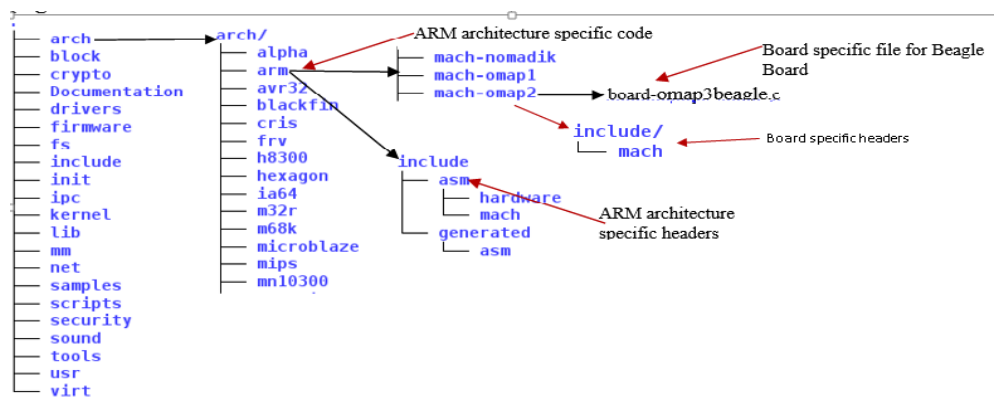 arch
block
crypto
Documentation
drivers
firmware
fs
include
init
ipc
kernel
lib
mm
net
samples
scripts
security
sound
tools
usr
virt
arch/
alpha
arm
avr32
blackfin
cris
frv
h8300
hexagon
ia64
m32r
m68k
microblaze
mips
mn10300
ARM architecture specific code
mach-nomadik
mach-omap1
mach-omap2
board-omap3beagle.c
Board specific file for Beagle
Board
include/
mach
Board specific headers
include
asm
hardware
mach
generated
asm
ARM architecture
specific headers